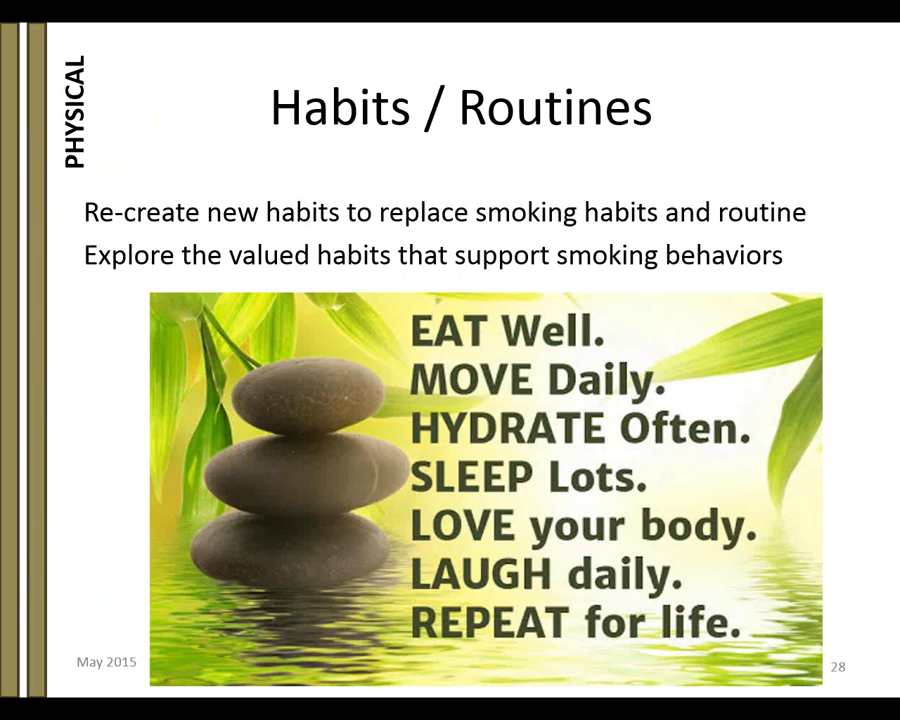 PHYSICAL
Habits / Routines
Re-create new habits to replace smoking habits and routine
Explore the valued habits that support smoking behaviors
EAT Well.
MOVE Daily.
HYDRATE Often.
SLEEP Lots.
LOVE your body.
LAUGH daily.
REPEAT for life.
May 2015
28